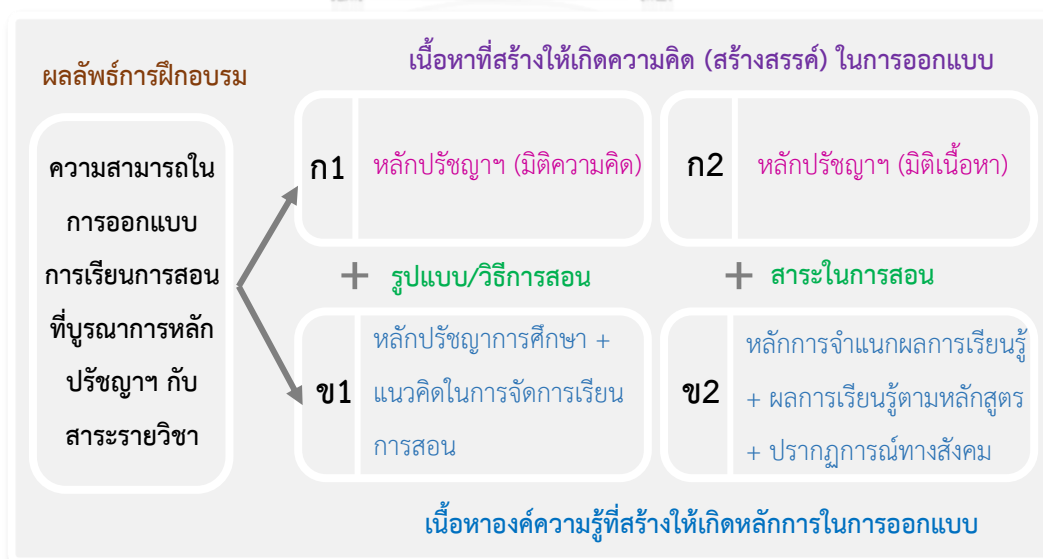 ผลลัพธ์การฝึกอบรม
ความสามารถใน
การออกแบบ
การเรียนการสอน
ที่บูรณาการหลัก
ปรัชญาฯ กับ
สาระรายวิชา
เนื้อหาที่สร้างให้เกิดความคิด (สร้างสรรค์) ในการออกแบบ
ก1
หลักปรัชญาฯ (มิติความคิด)
ก2
หลักปรัชญาฯ (มิติเนื้อหา)
+ รูปแบบ/วิธีการสอน
+ สาระในการสอน
ข1
หลักปรัชญาการศึกษา +
แนวคิดในการจัดการเรียน
การสอน
ข2
หลักการจำแนกผลการเรียนรู้
+ ผลการเรียนรู้ตามหลักสูตร
+ ปรากฏการณ์ทางสังคม
เนื้อหาองค์ความรู้ที่สร้างให้เกิดหลักการในการออกแบบ